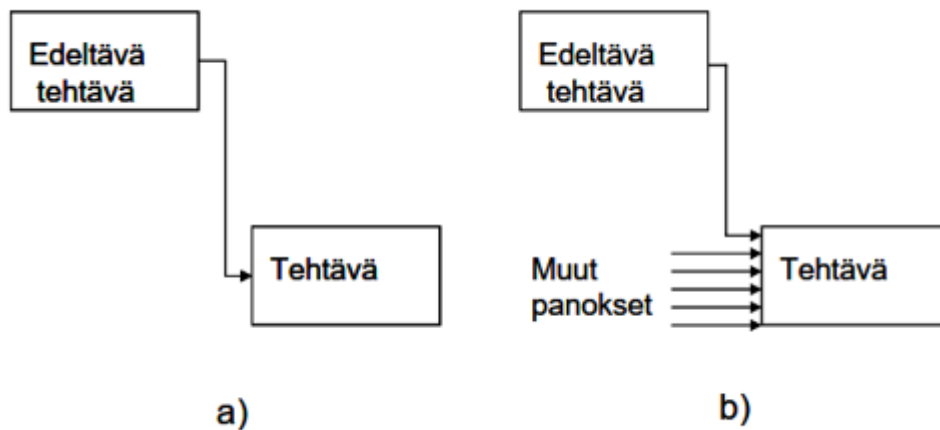 Edeltävä
tehtävä
Tehtävä
a)
Edeltävä
tehtävä
Muut
panokset
Tehtävä
b)